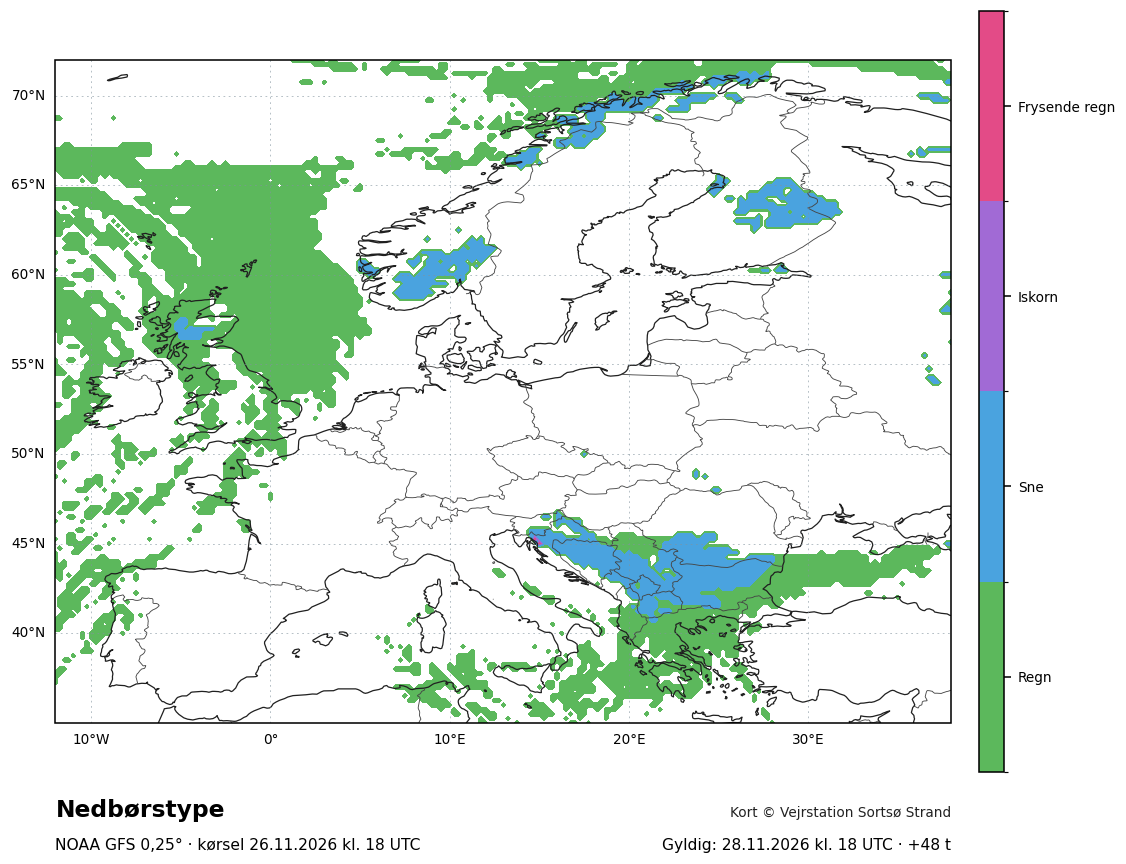 70°N
65°N
60°N
55°N
50°N
45°N
40°N
10°W
0°
10°E
20°E
30°E
Frysende regn
Iskorn
Sne
Regn
Nedbørstype
Kort © Vejrstation Sortsø Strand
NOAA GFS 0,25° · kørsel 26.11.2026 kl. 18 UTC
Gyldig: 28.11.2026 kl. 18 UTC · +48 t